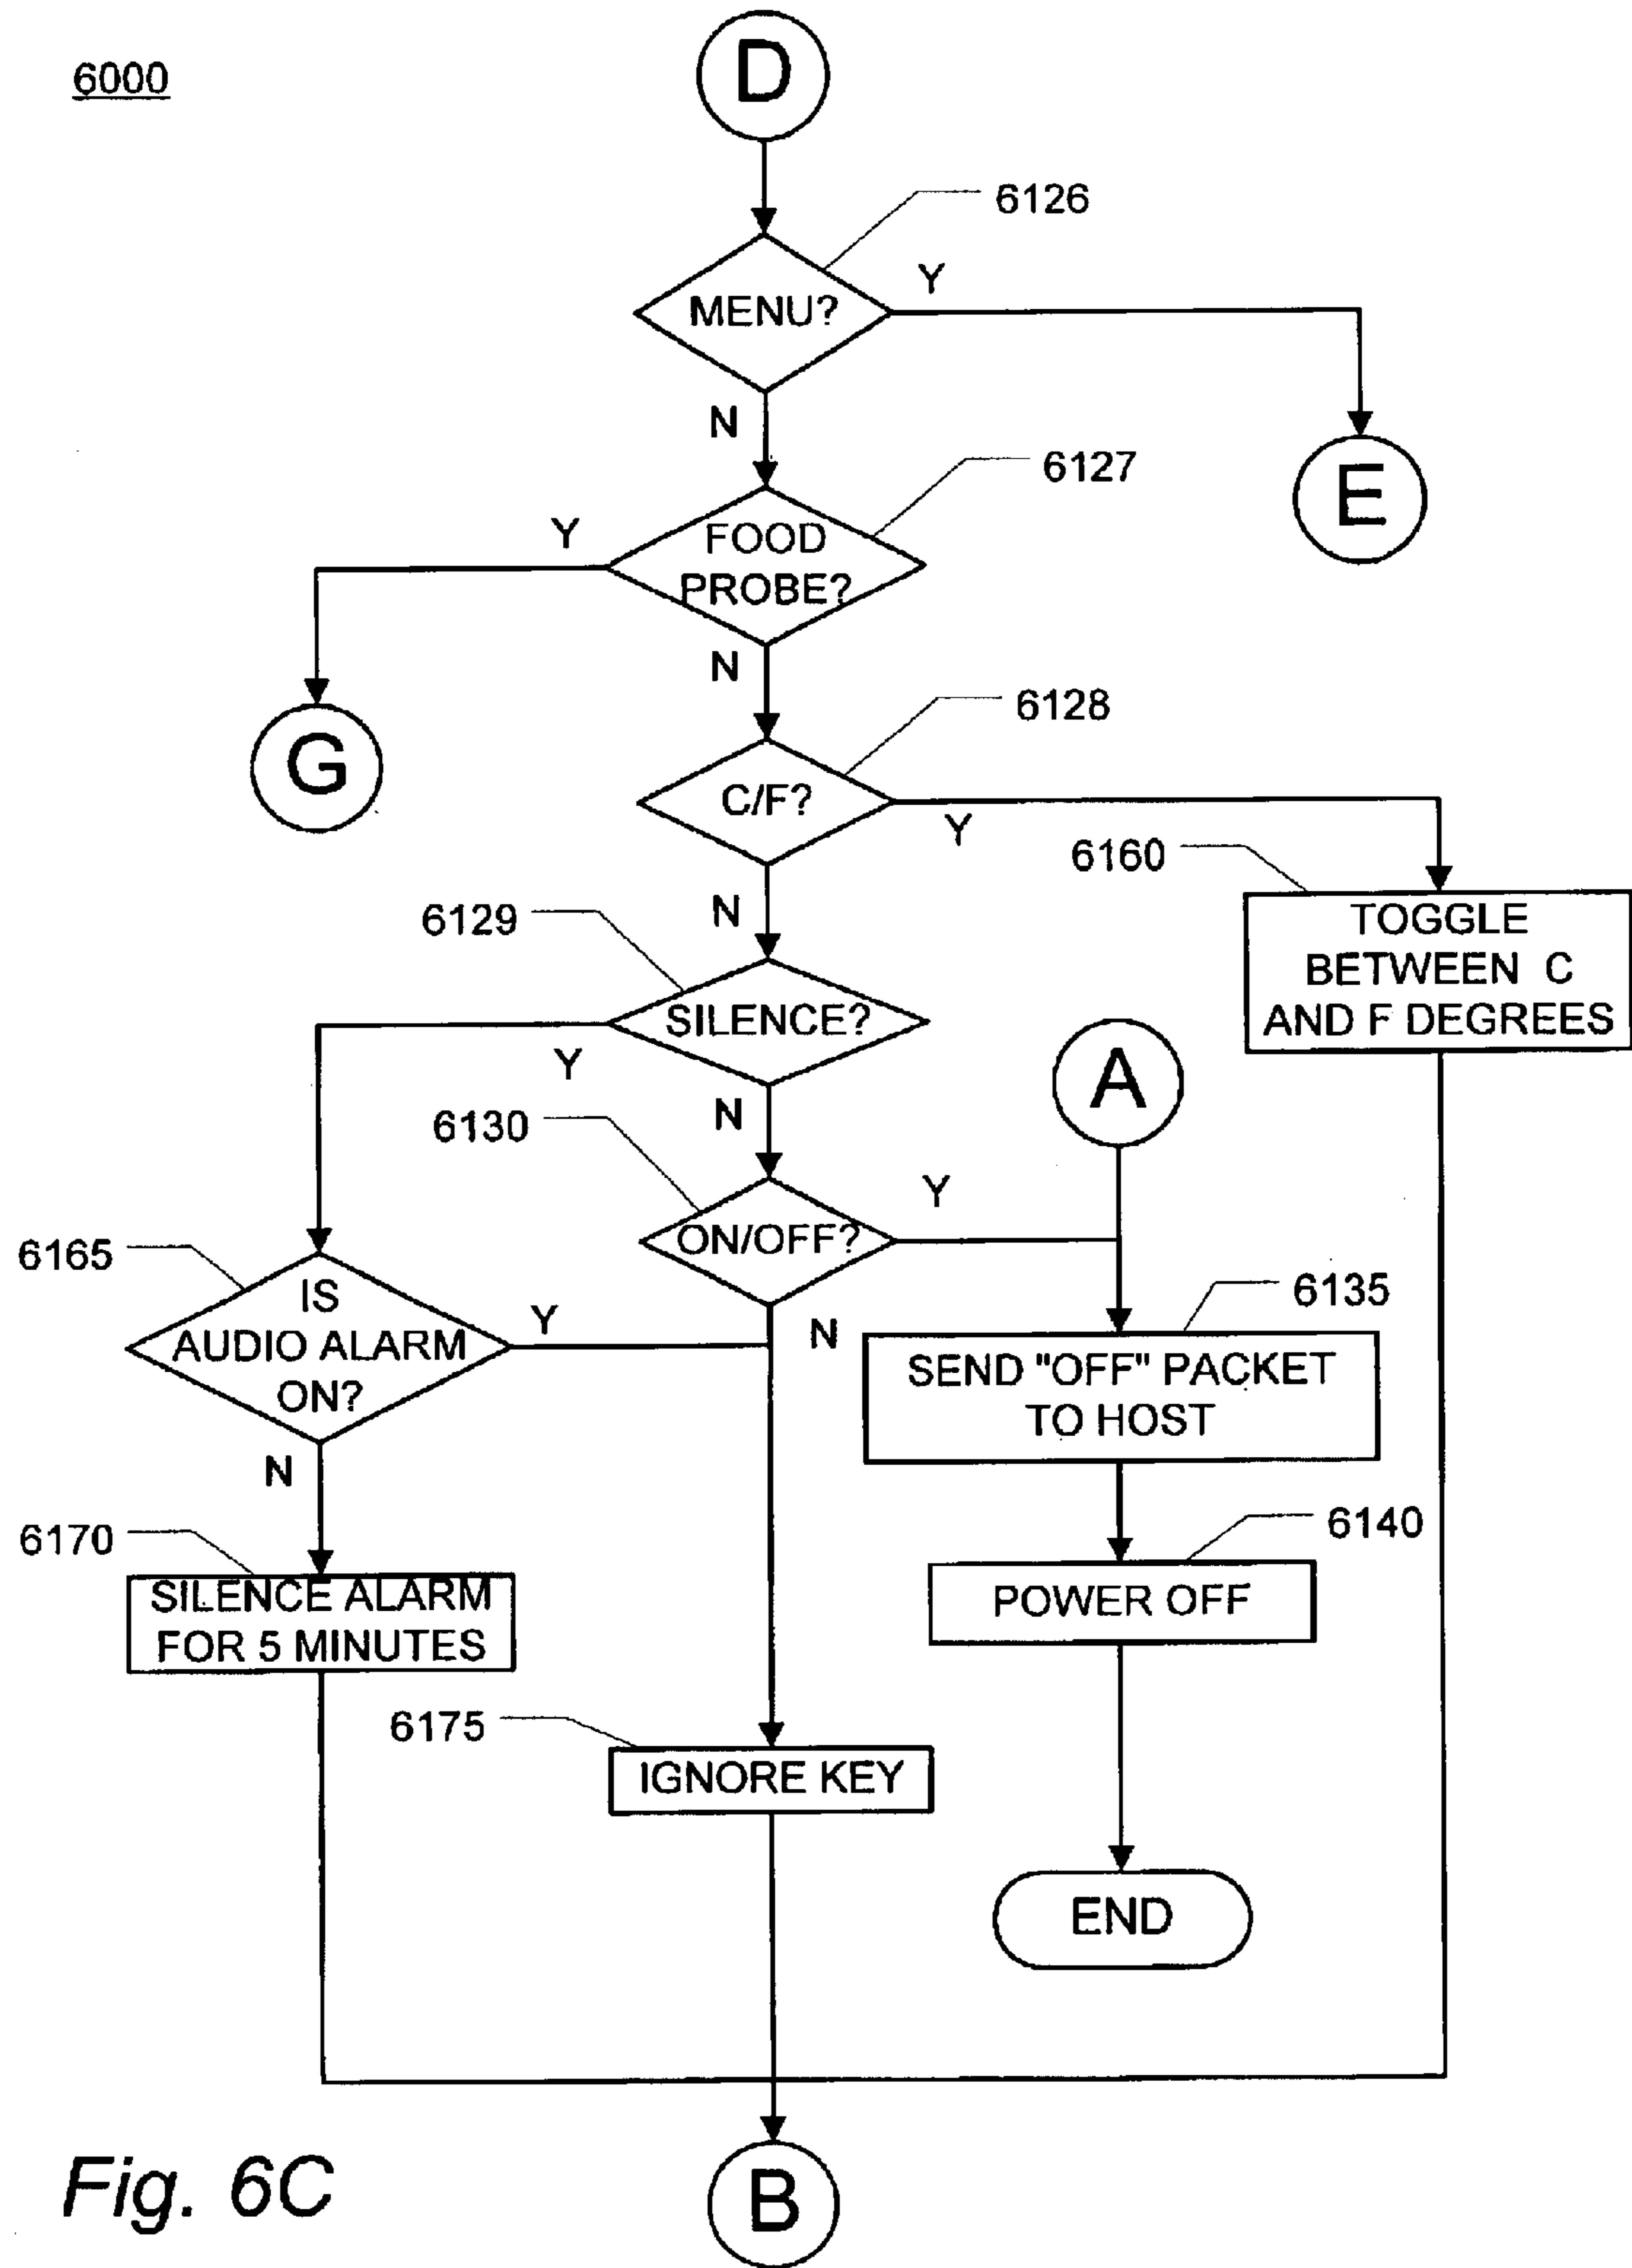 6000
D
6126
MENU?
Y
N
E
6127
FOOD
PROBE?
Y
N
G
6128
C/F?
Y
N
6160
TOGGLE
BETWEEN C
AND F DEGREES
6129
SILENCE?
Y
N
A
6130
ON/OFF?
Y
N
6165
IS
AUDIO ALARM
ON?
Y
N
6135
SEND "OFF" PACKET
TO HOST
6140
POWER OFF
6170
SILENCE ALARM
FOR 5 MINUTES
6175
IGNORE KEY
END
B
Fig. 6C